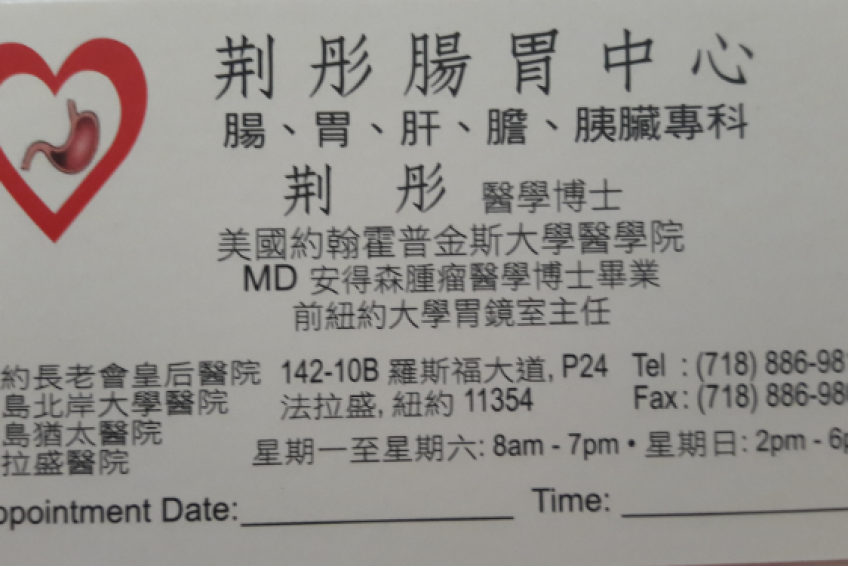 荆彤腸胃中心
腸、胃、肝、膽、胰臟專科
荆 彤 醫學博士
美國約翰霍普金斯大學醫學院
MD 安得森腫瘤醫學博士畢業
前紐約大學胃鏡室主任
約長老會皇后醫院
島北岸大學醫院
島猶太醫院
拉盛醫院
142-10B 羅斯福大道, P24
法拉盛, 紐約 11354
Tel : (718) 886-98
Fax : (718) 886-98
星期一至星期六: 8am - 7pm • 星期日: 2pm - 6p
ppointment Date: Time: